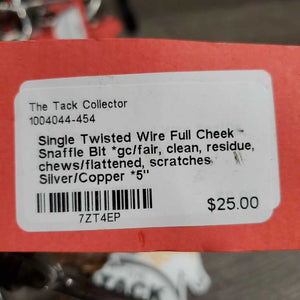 The Tack Collector
1004044-454
Single Twisted Wire Full Cheek
Snaffle Bit *gc/fair, clean, residue,
chews/flattened, scratches
Silver/Copper *5"
7ZT4EP
$25.00
TACK